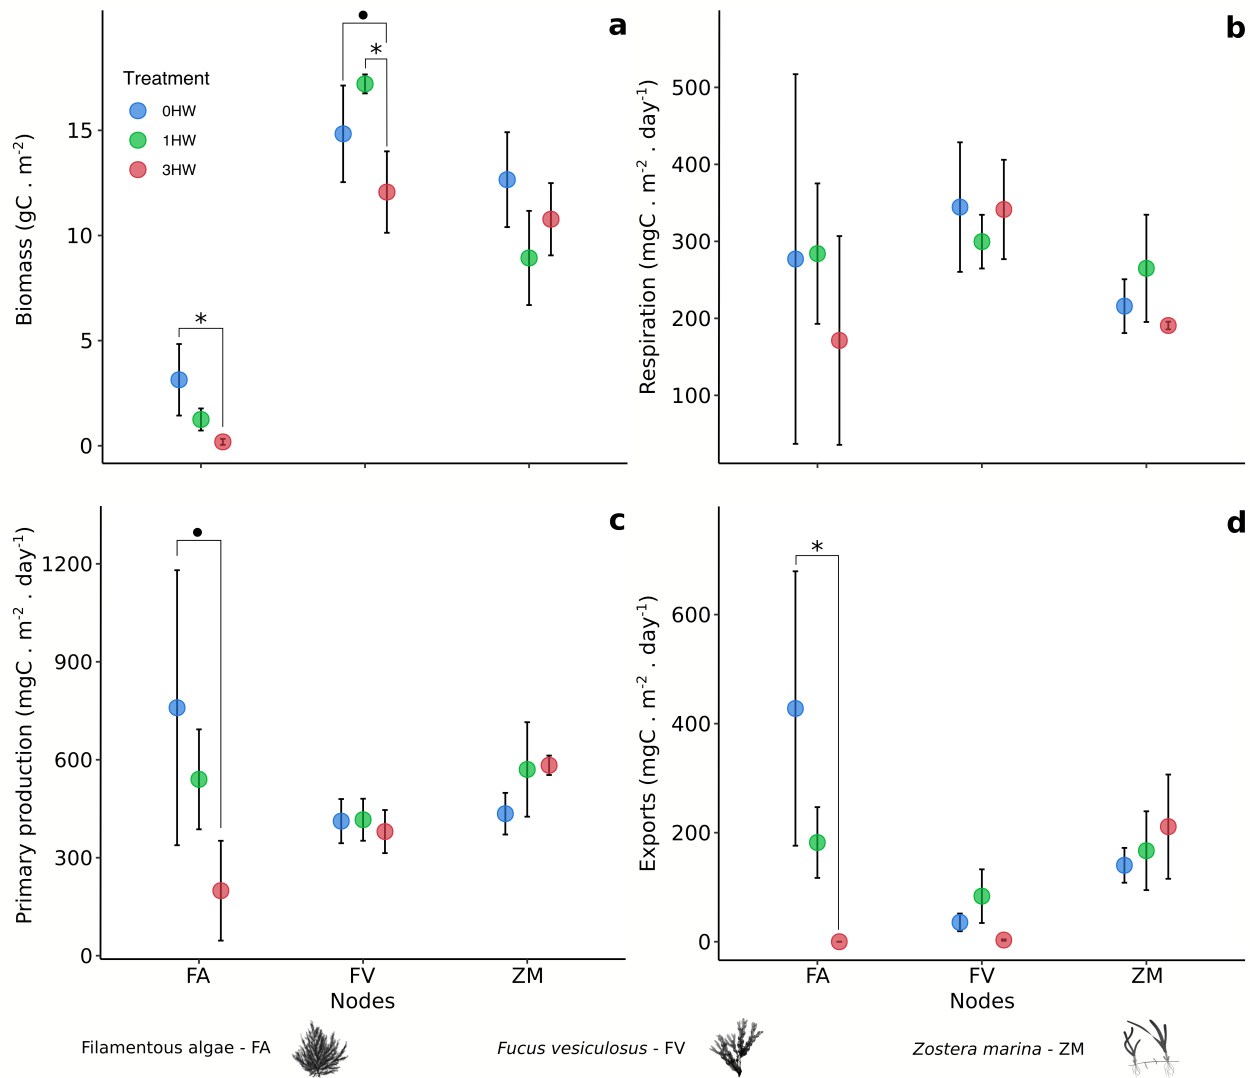 a
Treatment
0HW
1HW
3HW
Biomass (gC . m⁻²)
15
10
5
0
*
•
*
b
Respiration (mgC . m⁻² . day⁻¹)
500
400
300
200
100
c
Primary production (mgC . m⁻² . day⁻¹)
1200
900
600
300
0
•
FA FV ZM
Nodes
d
Exports (mgC . m⁻² . day⁻¹)
600
400
200
0
*
FA FV ZM
Nodes
Filamentous algae - FA
Fucus vesiculosus - FV
Zostera marina - ZM